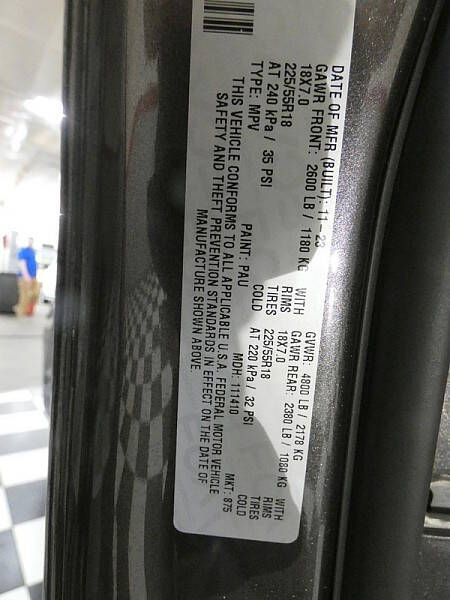 DATE OF MFR (BUILT): 11-23 GVWR: 4800 LB / 2178 KG
GAWR FRONT: 2600 LB / 1180 KG WITH GAWR REAR: 2380 LB / 1080 KG WITH
18X7.0 RIMS 18X7.0 RIMS
225/55R18 TIRES 225/55R18 TIRES
AT 240 kPa / 35 PSI COLD AT 220 kPa / 32 PSI COLD
TYPE: MPV PAINT: PAU MDH: 111410 MKT: 875
THIS VEHICLE CONFORMS TO ALL APPLICABLE U.S.A. FEDERAL MOTOR VEHICLE
SAFETY AND THEFT PREVENTION STANDARDS IN EFFECT ON THE DATE OF
MANUFACTURE SHOWN ABOVE.